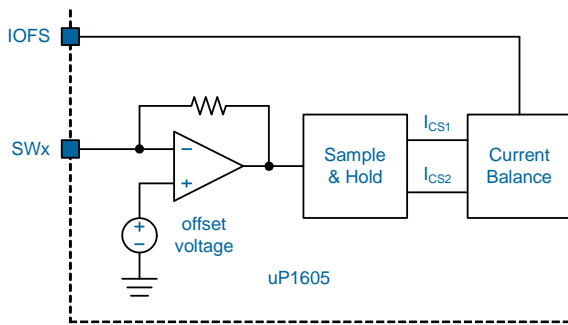 IOFS
SWx
−
+
+
−
offset
voltage
Sample
& Hold
ICS1
ICS2
Current
Balance
uP1605